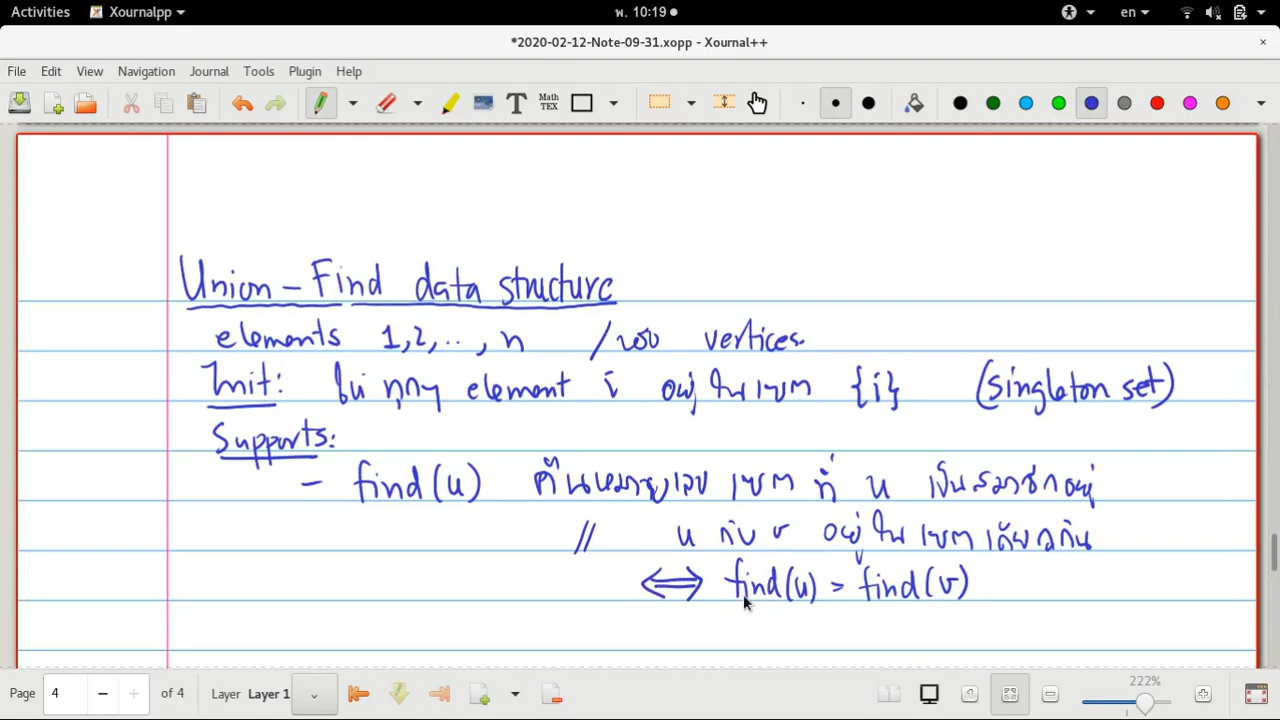 Activities Xournalpp พ. 10:19 en
*2020-02-12-Note-09-31.xopp - Xournal++ ×
File Edit View Navigation Journal Tools Plugin Help
Math TEX
Union-Find data structure
elements 1,2,..,n /ของ vertices
Init: ให้ ทุกๆ element i อยู่ในเซต {i} (singleton set)
Supports:
- find(u) คืนหมายเลข เซต ที่ u เป็นสมาชิกอยู่
// u กับ v อยู่ในเซตเดียวกัน
⟺ find(u) = find(v)
Page 4 of 4 Layer Layer 1 222%